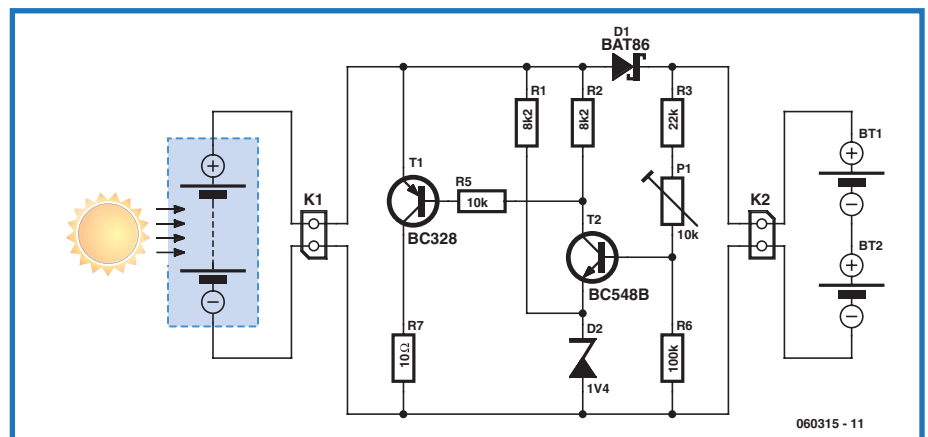 D1
BAT86
R1
8k2
R2
8k2
R3
22k
BT1
+
T1
R5
10k
P1
10k
K1
K2
T2
BC328
BC548B
BT2
+
R7
10Ω
D2
1V4
R6
100k
060315 - 11